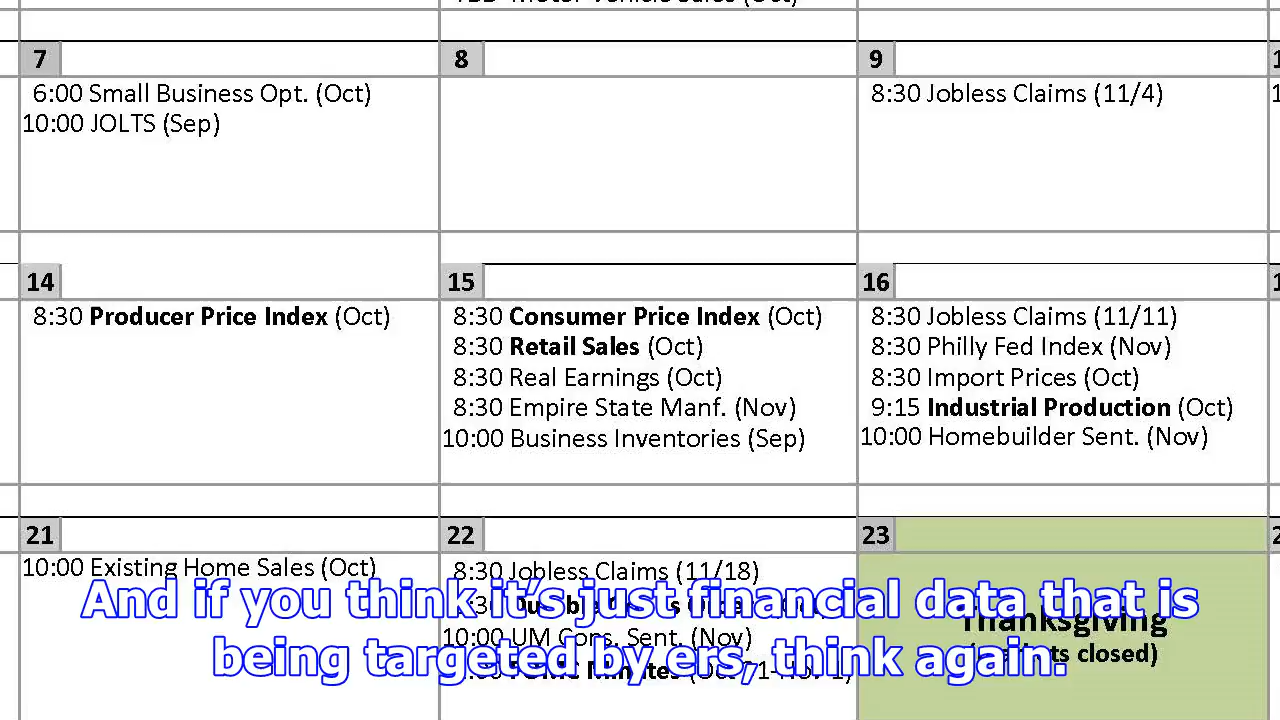 7
8
9
6:00 Small Business Opt. (Oct)
8:30 Jobless Claims (11/4)
10:00 JOLTS (Sep)
14
15
16
8:30 Producer Price Index (Oct)
8:30 Consumer Price Index (Oct)
8:30 Retail Sales (Oct)
8:30 Real Earnings (Oct)
8:30 Empire State Manf. (Nov)
10:00 Business Inventories (Sep)
8:30 Jobless Claims (11/11)
8:30 Philly Fed Index (Nov)
8:30 Import Prices (Oct)
9:15 Industrial Production (Oct)
10:00 Homebuilder Sent. (Nov)
21
22
23
10:00 Existing Home Sales (Oct)
8:30 Jobless Claims (11/18)
10:00 UM Cons. Sent. (Nov)
Thanksgiving
closed)
And if you think it's just financial data that is
being targeted by ers, think again.